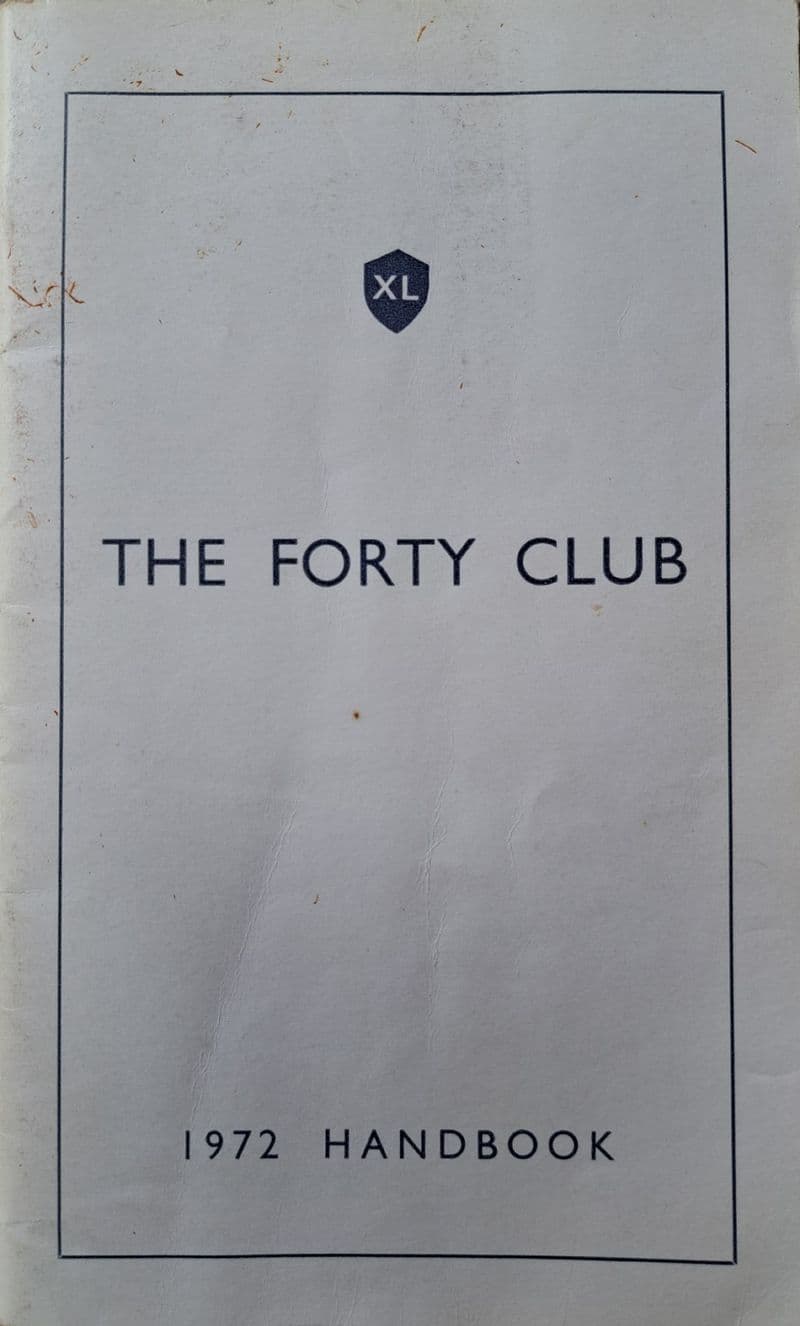 XL
THE FORTY CLUB
1972 HANDBOOK